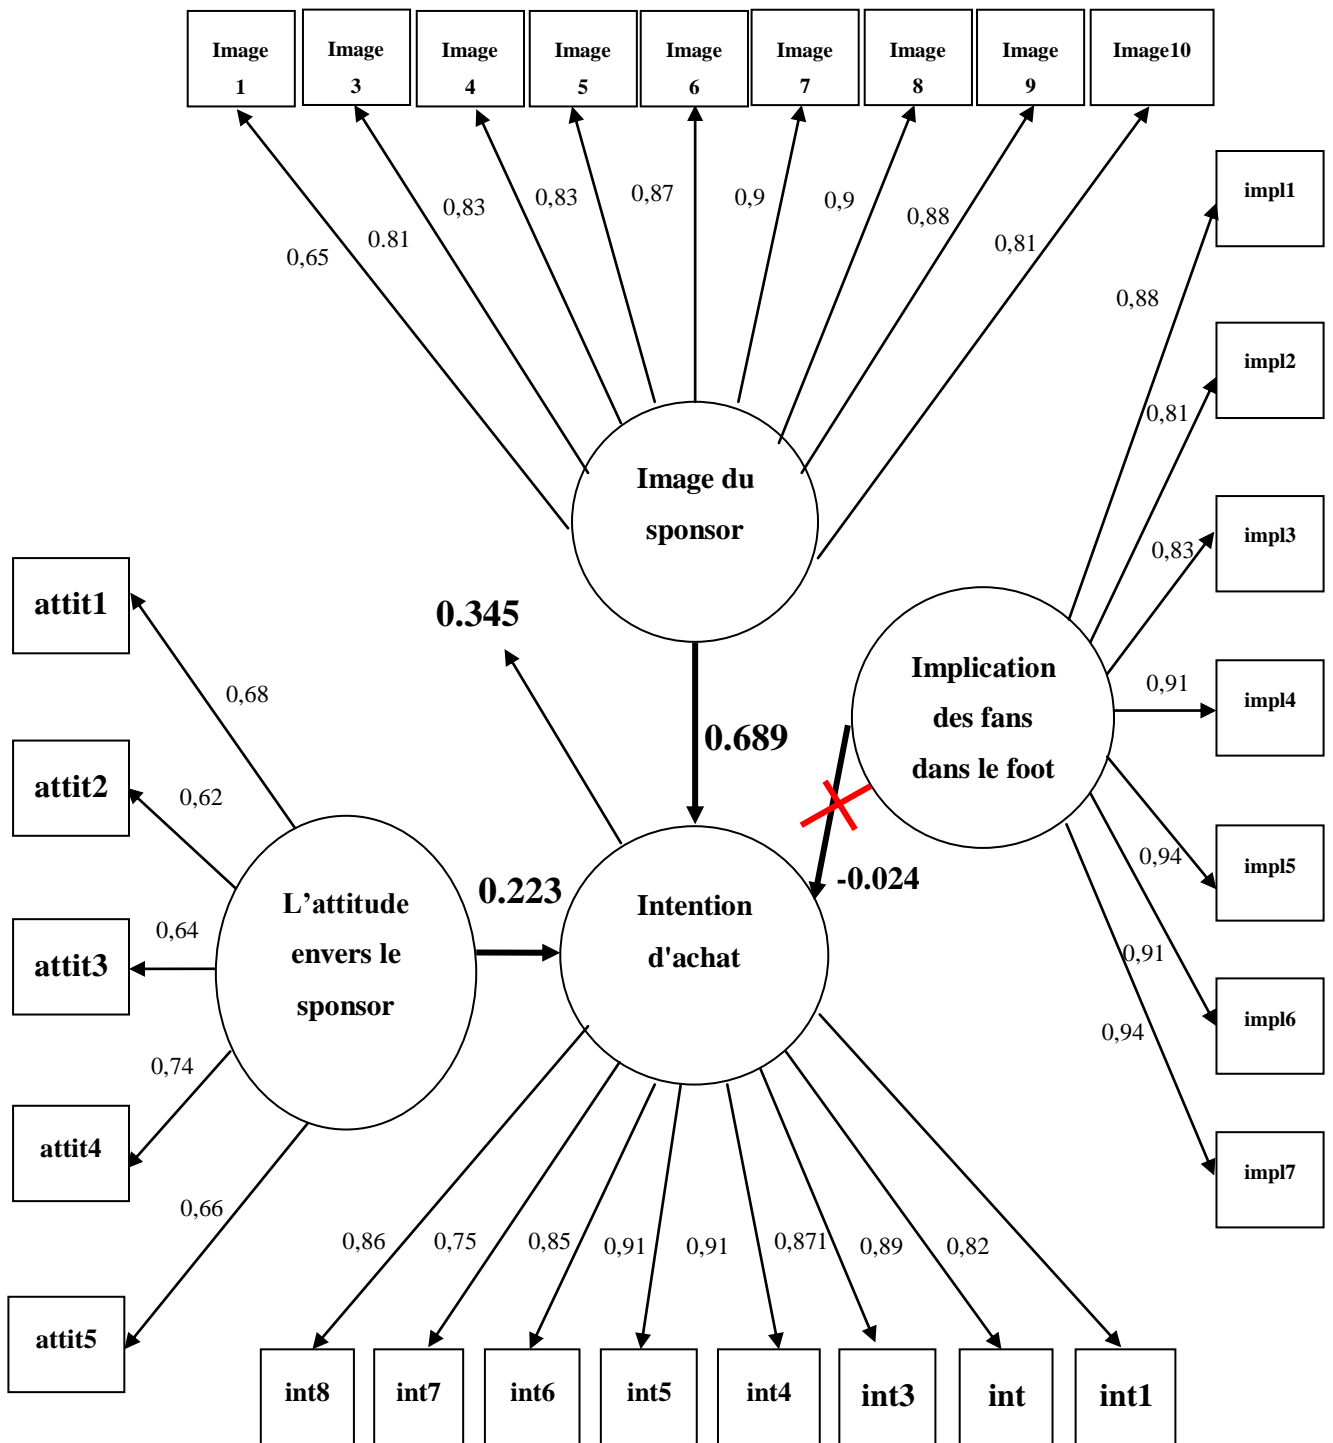 Image
1
Image
3
Image
4
Image
5
Image
6
Image
7
Image
8
Image
9
Image10
0,65
0.81
0,83
0,83
0,87
0,9
0,9
0,88
0,81
impl1
0,88
impl2
0,81
impl3
0,83
impl4
0,91
impl5
0,94
impl6
0,91
impl7
0,94
Image du
sponsor
Implication
des fans
dans le foot
0.345
0.689
-0.024
0.223
attit1
0,68
attit2
0,62
attit3
0,64
attit4
0,74
attit5
0,66
L’attitude
envers le
sponsor
Intention
d'achat
0,86
0,75
0,85
0,91
0,91
0,871
0,89
0,82
int8
int7
int6
int5
int4
int3
int
int1